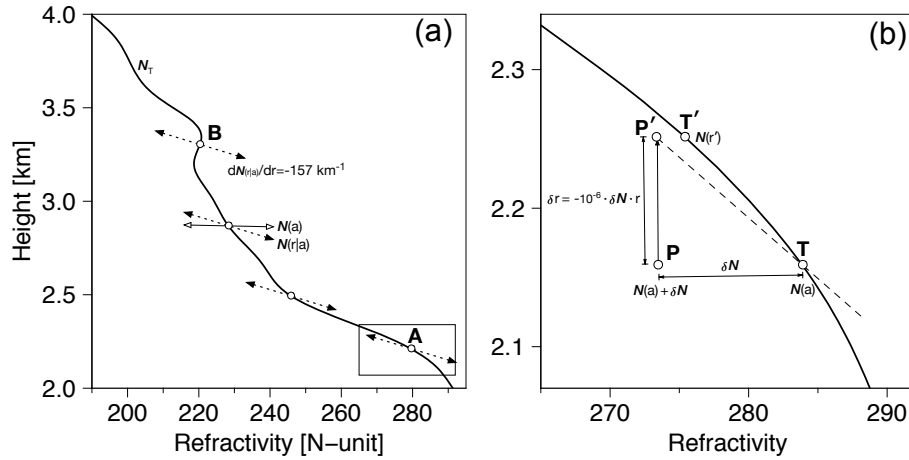 (a)
4.0
3.5
3.0
2.5
2.0
Height [km]
N_T
B
dN(r|a)/dr=-157 km⁻¹
N(a)
N(r|a)
A
200 220 240 260 280
Refractivity [N−unit]
(b)
2.3
2.2
2.1
P′ T′
N(r′)
δr = -10⁻⁶ · δN · r
P T
δN
N(a) + δN N(a)
270 280 290
Refractivity